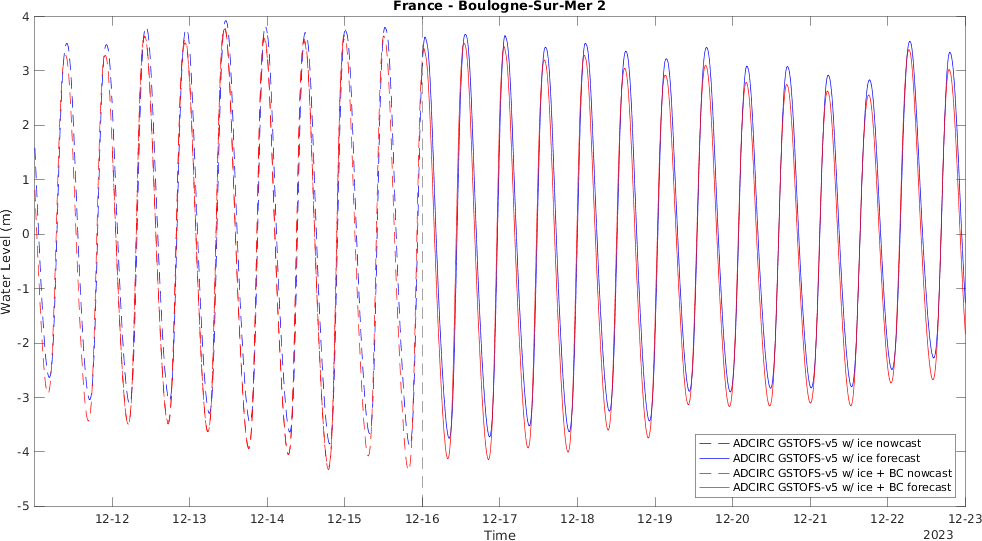 France - Boulogne-Sur-Mer 2
Water Level (m)
4
3
2
1
0
-1
-2
-3
-4
-5
ADCIRC GSTOFS-v5 w/ ice nowcast
ADCIRC GSTOFS-v5 w/ ice forecast
ADCIRC GSTOFS-v5 w/ ice + BC nowcast
ADCIRC GSTOFS-v5 w/ ice + BC forecast
12-12 12-13 12-14 12-15 12-16 12-17 12-18 12-19 12-20 12-21 12-22 12-23
Time
2023